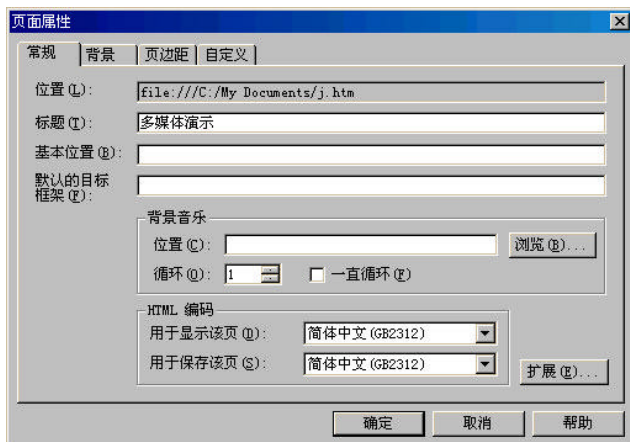 页面属性
常规 背景 页边距 自定义
位置(L): file:///C:/My Documents/j.htm
标题(T): 多媒体演示
基本位置(B):
默认的目标
框架(F):
背景音乐
位置(C): 浏览(B)...
循环(O): 1 一直循环(F)
HTML 编码
用于显示该页(D): 简体中文(GB2312)
用于保存该页(S): 简体中文(GB2312)
扩展(E)...
确定 取消 帮助